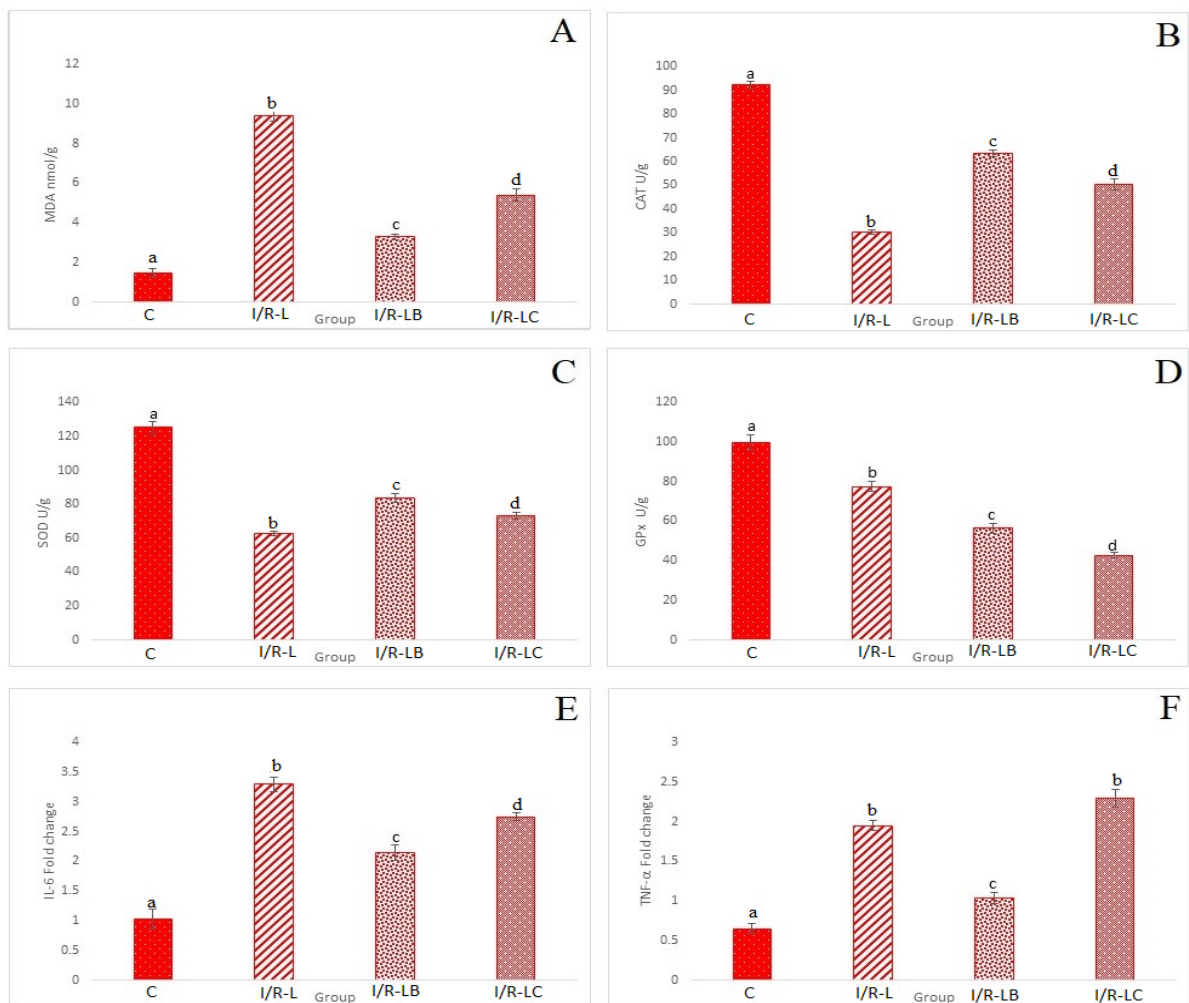 A
12
10
8
6
4
2
0
MDA nmol/g
a
b
c
d
C
I/R-L
Group
I/R-LB
I/R-LC
B
100
90
80
70
60
50
40
30
20
10
0
CAT U/g
a
b
c
d
C
I/R-L
Group
I/R-LB
I/R-LC
C
140
120
100
80
60
40
20
0
SOD U/g
a
b
c
d
C
I/R-L
Group
I/R-LB
I/R-LC
D
120
100
80
60
40
20
0
GPx U/g
a
b
c
d
C
I/R-L
Group
I/R-LB
I/R-LC
E
4
3.5
3
2.5
2
1.5
1
0.5
0
IL-6 Fold change
a
b
c
d
C
I/R-L
Group
I/R-LB
I/R-LC
F
3
2.5
2
1.5
1
0.5
0
TNF-α Fold change
a
b
c
b
C
I/R-L
Group
I/R-LB
I/R-LC